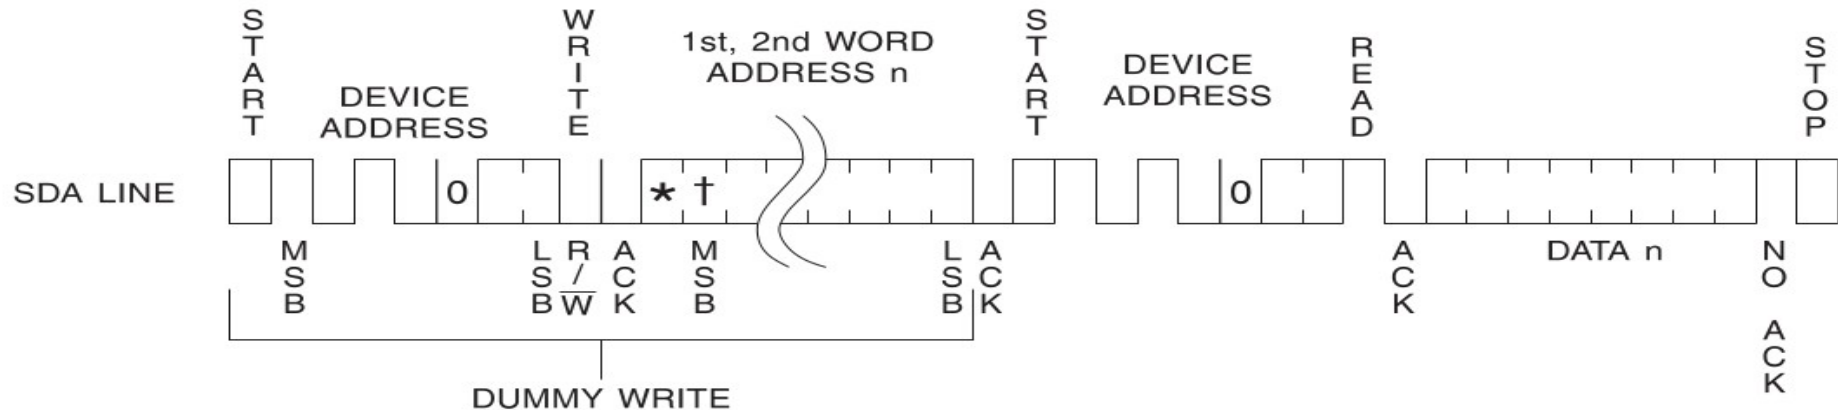 START
WRITE
1st, 2nd WORD
ADDRESS n
START
DEVICE
ADDRESS
READ
STOP
DEVICE
ADDRESS
SDA LINE
0
* †
0
MSB
LSB
R/W̅
ACK
MSB
LSB
ACK
ACK
DATA n
NO ACK
DUMMY WRITE